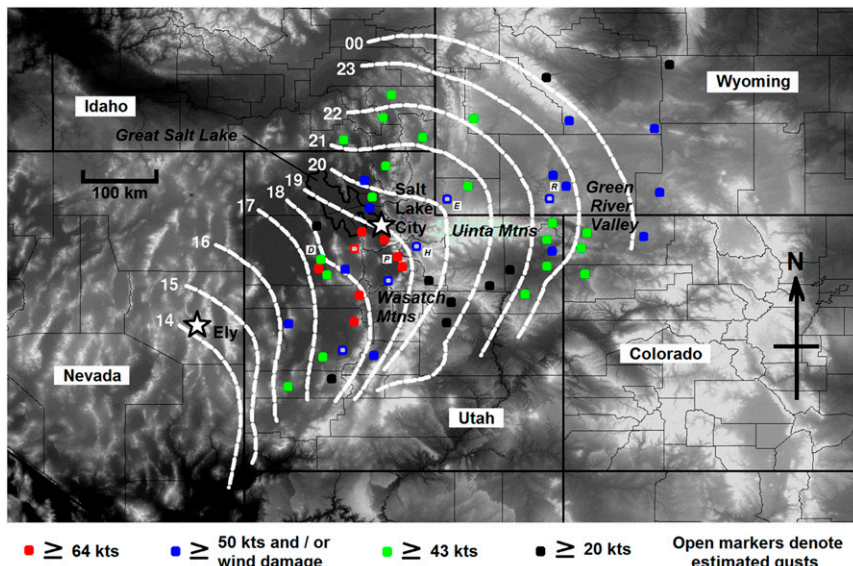 00
23
Wyoming
Idaho
22
Great Salt Lake
21
20
100 km
19
Salt
Lake
City
R
Green
River
Valley
18
E
17
Uinta Mtns
D
H
16
P
N
15
Wasatch
Mtns
14
Ely
Colorado
Nevada
Utah
≥ 64 kts
≥ 50 kts and / or
wind damage
≥ 43 kts
≥ 20 kts
Open markers denote
estimated gusts